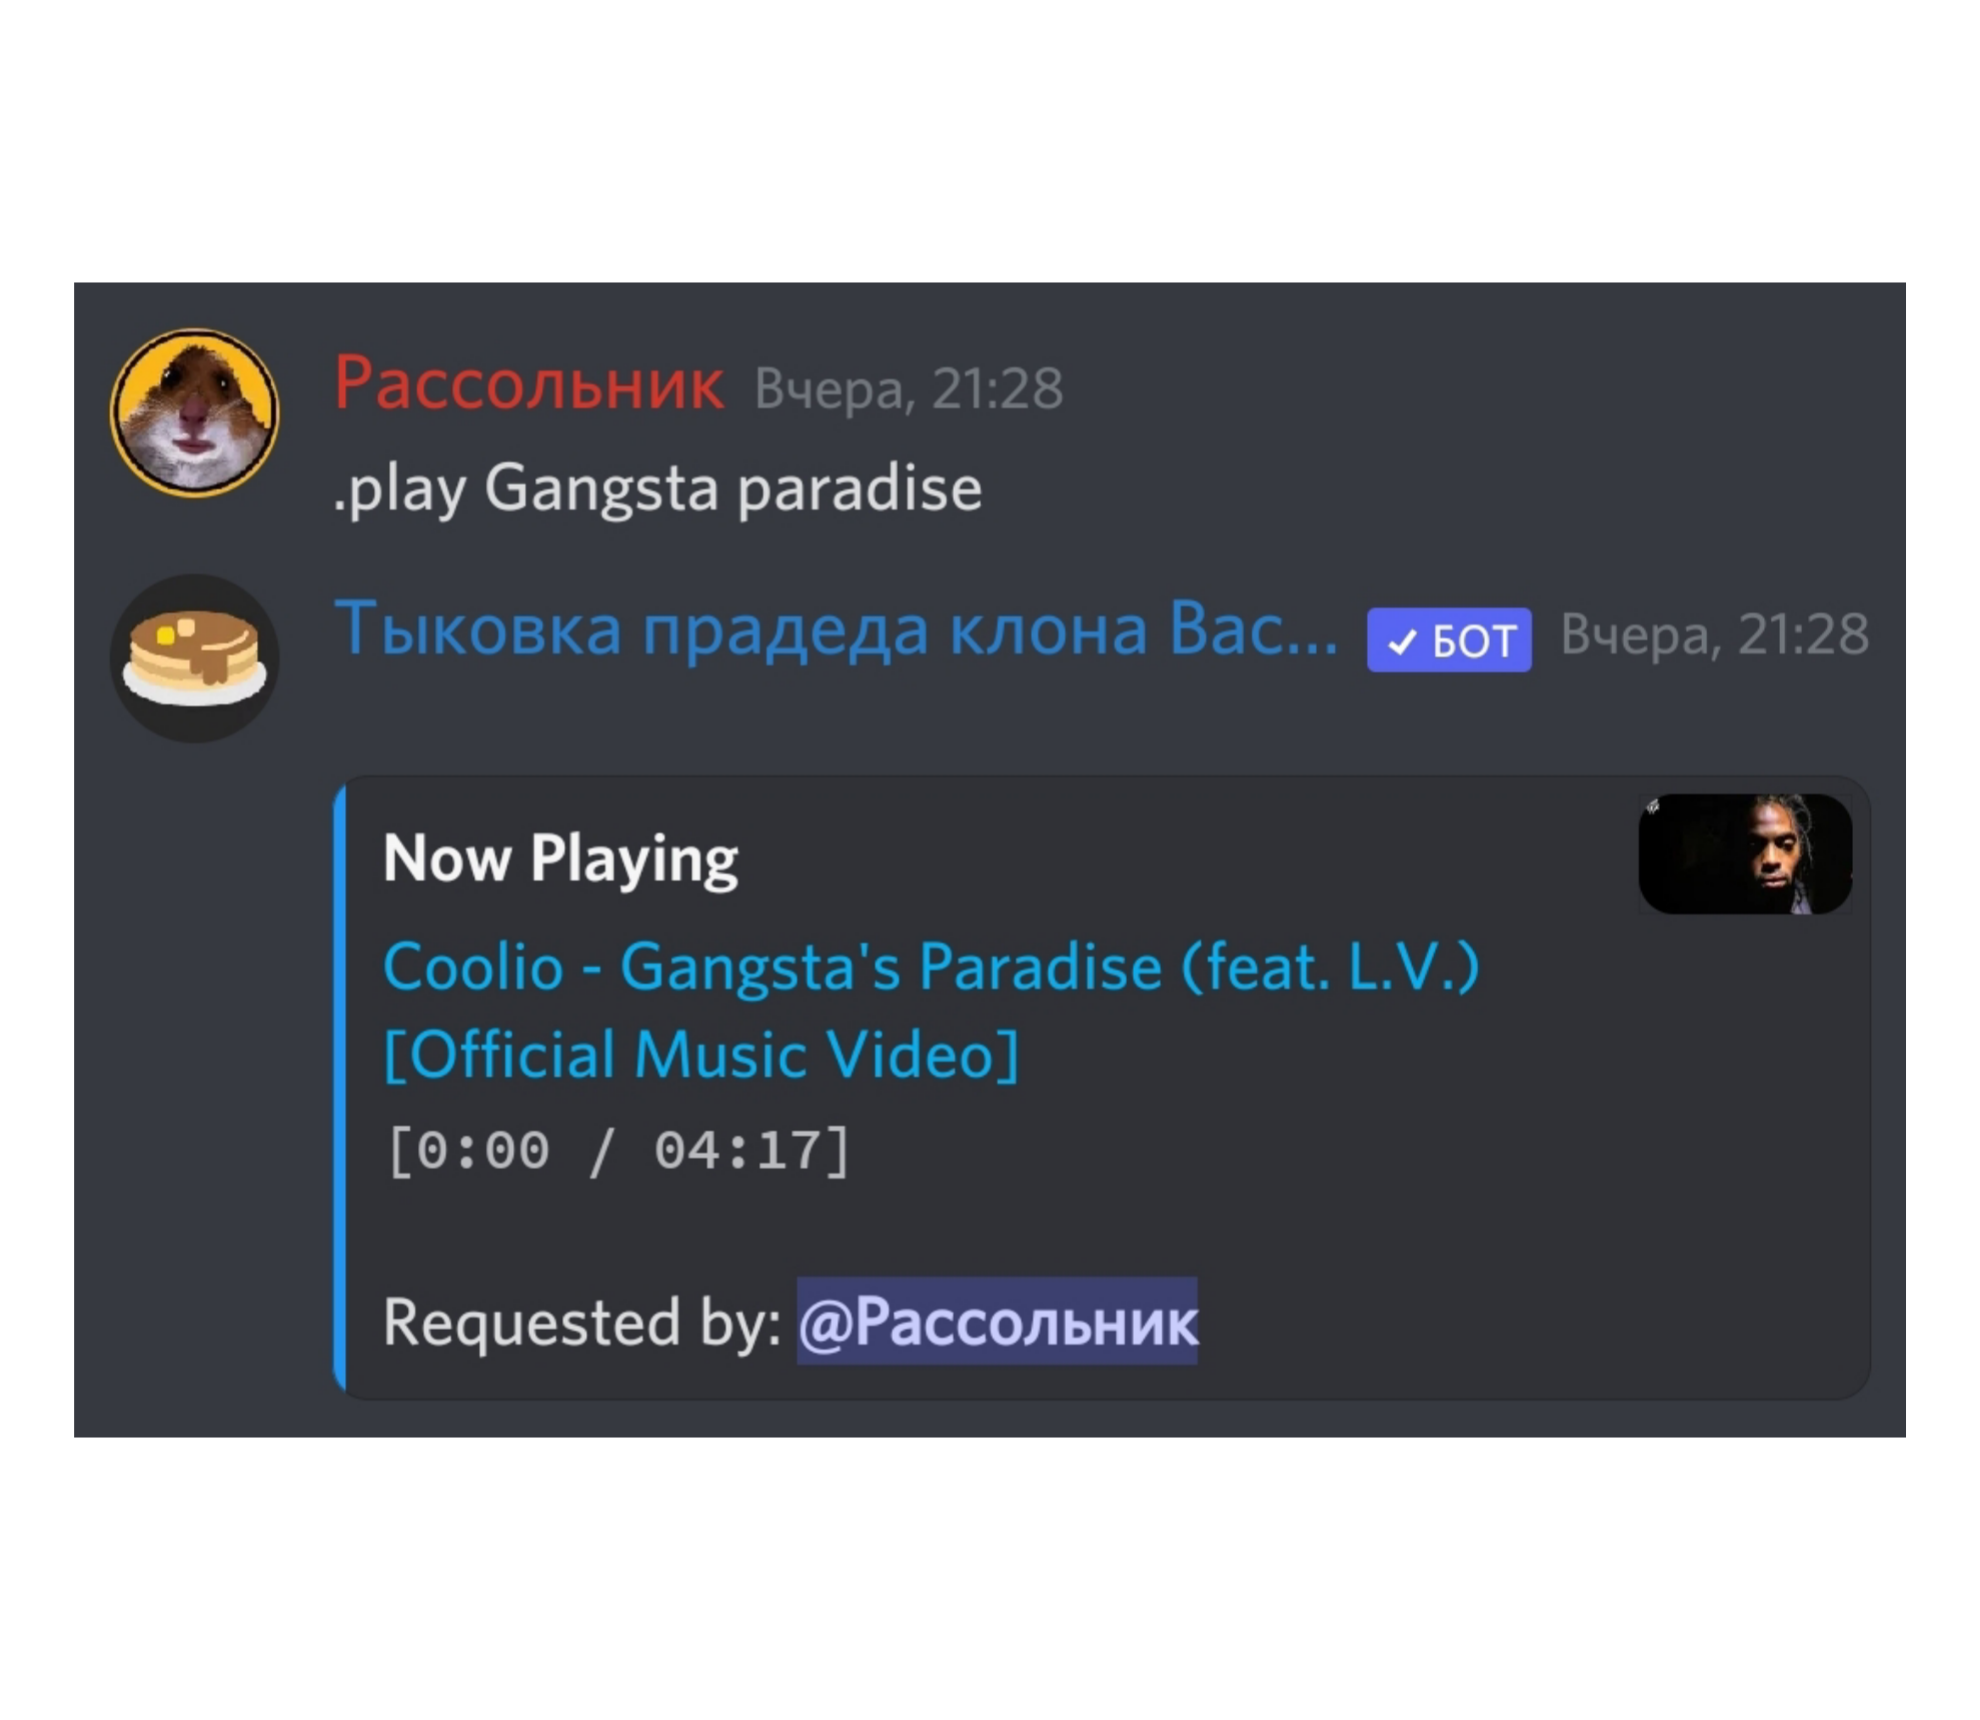 Рассольник Вчера, 21:28
.play Gangsta paradise
Тыковка прадеда клона Вас... ✓ БОТ Вчера, 21:28
Now Playing
Coolio - Gangsta's Paradise (feat. L.V.)
[Official Music Video]
[0:00 / 04:17]
Requested by: @Рассольник